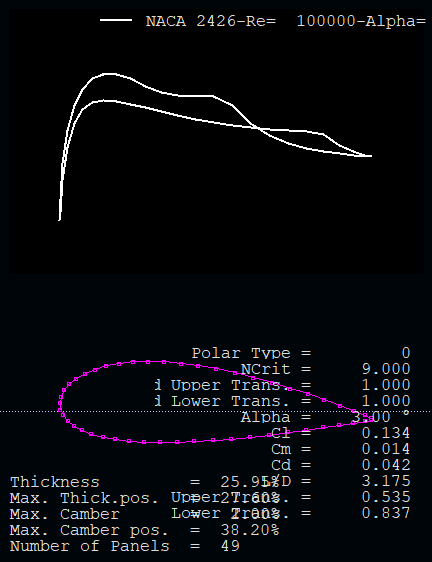 NACA 2426-Re=  100000-Alpha=
Polar Type = 0
NCrit = 9.000
Upper Trans. = 1.000
Lower Trans. = 1.000
Alpha = 3.00 °
Cl = 0.134
Cm = 0.014
Cd = 0.042
L/D = 3.175
Upper Trans. = 0.535
Lower Trans. = 0.837
Thickness = 25.95%
Max. Thick.pos. = 27.60%
Max. Camber = 2.00%
Max. Camber pos. = 38.20%
Number of Panels = 49